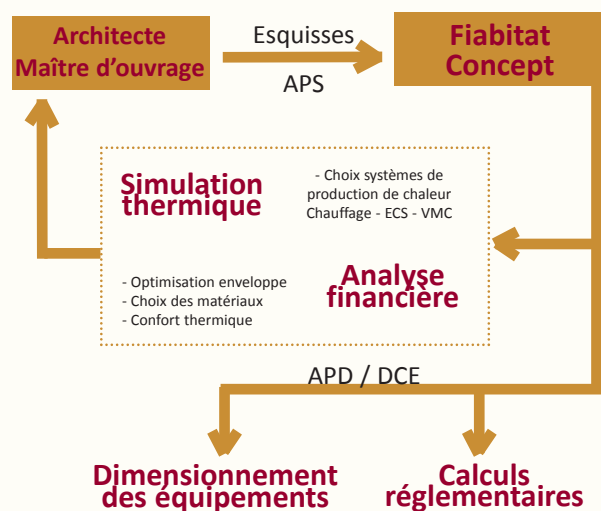 Architecte
Maître d'ouvrage
Esquisses
APS
Fiabitat
Concept
Simulation
thermique
- Choix systèmes de
production de chaleur
Chauffage - ECS - VMC
- Optimisation enveloppe
- Choix des matériaux
- Confort thermique
Analyse
financière
APD / DCE
Dimensionnement
des équipements
Calculs
réglementaires